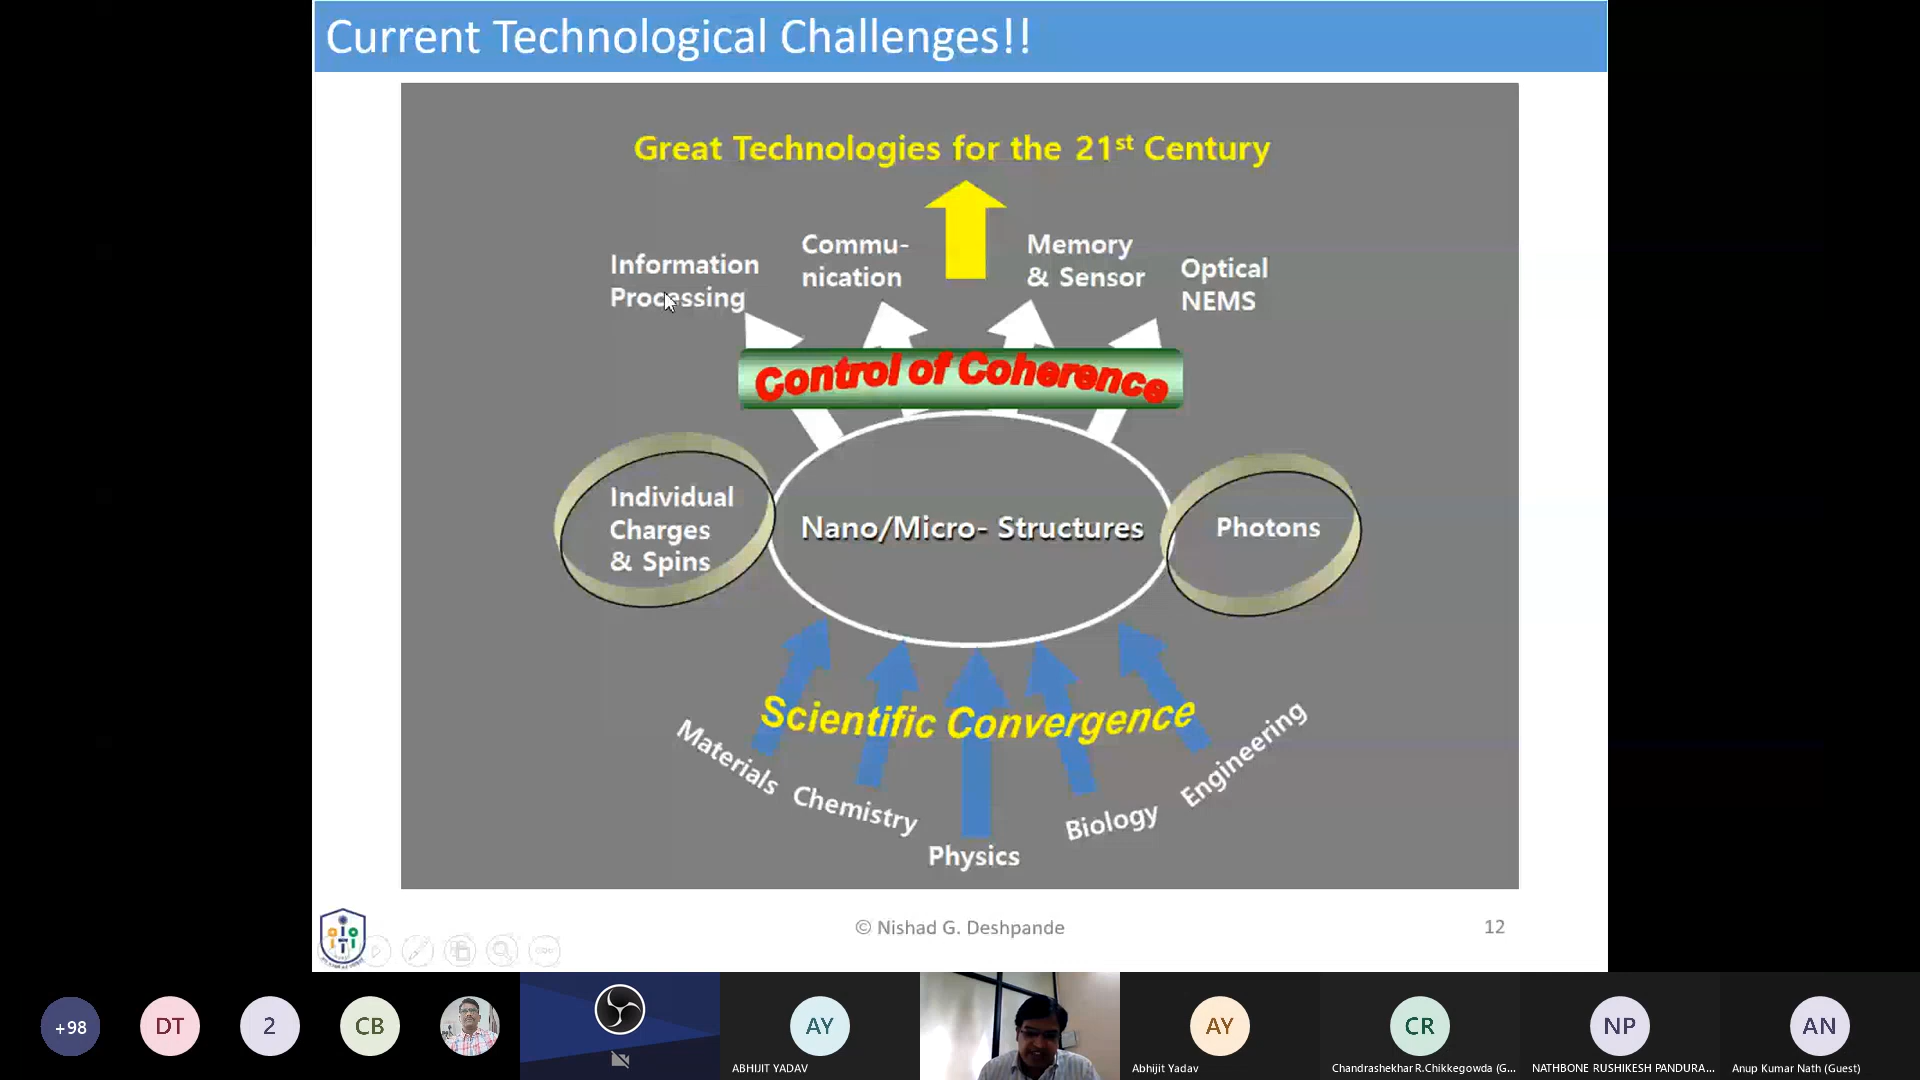 Current Technological Challenges!!
Great Technologies for the 21st Century
Information
Processing
Commu-
nication
Memory
& Sensor
Optical
NEMS
Control of Coherence
Individual
Charges
& Spins
Nano/Micro- Structures
Photons
Scientific Convergence
Materials
Chemistry
Physics
Biology
Engineering
© Nishad G. Deshpande
12
+98
DT
2
CB
AY
ABHIJIT YADAV
AY
Abhijit Yadav
CR
Chandrashekhar R.Chikkegowda (G...
NP
NATHBONE RUSHIKESH PANDURA...
AN
Anup Kumar Nath (Guest)